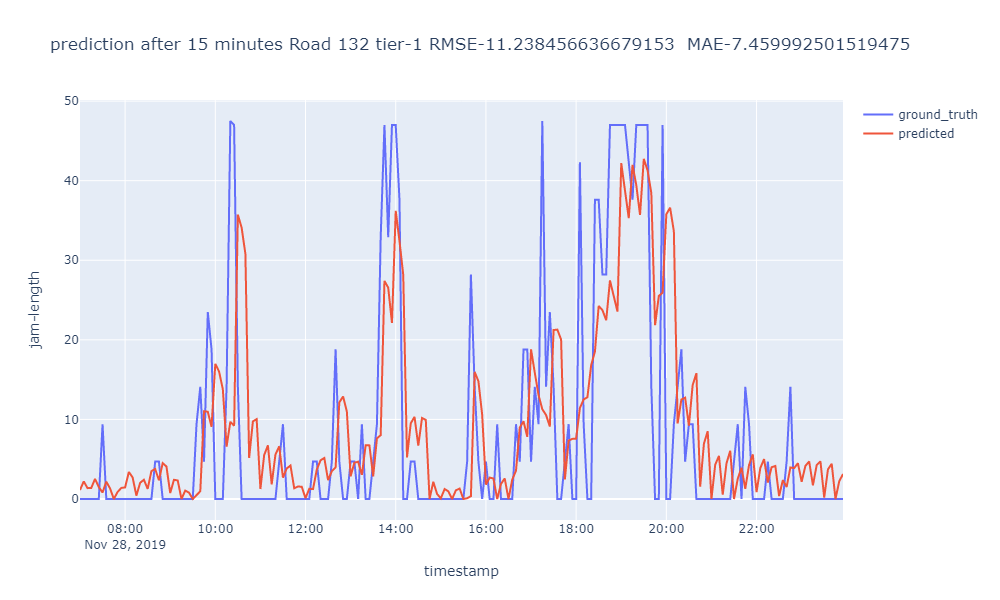 prediction after 15 minutes Road 132 tier-1 RMSE-11.238456636679153 MAE-7.459992501519475
50
40
30
20
10
0
jam-length
08:00 10:00 12:00 14:00 16:00 18:00 20:00 22:00
Nov 28, 2019
timestamp
ground_truth
predicted